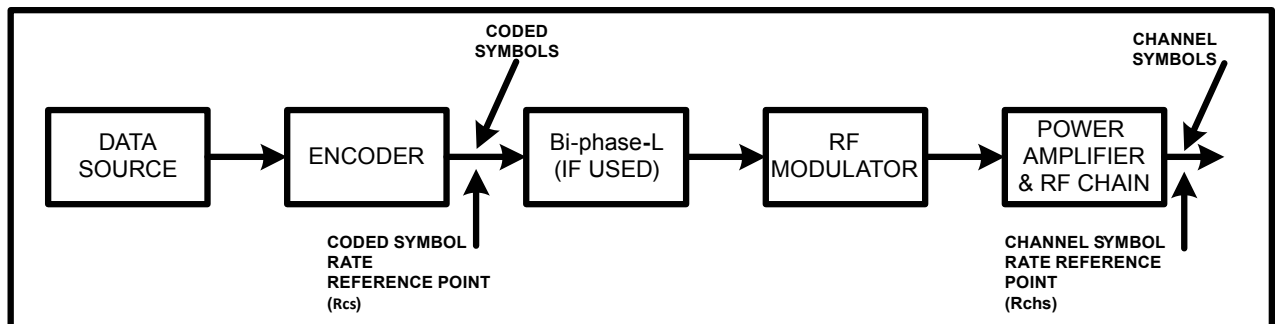 CODED
SYMBOLS
CHANNEL
SYMBOLS
DATA
SOURCE
ENCODER
Bi-phase-L
(IF USED)
RF
MODULATOR
POWER
AMPLIFIER
& RF CHAIN
CODED SYMBOL
RATE
REFERENCE POINT
(Rcs)
CHANNEL SYMBOL
RATE REFERENCE
POINT
(Rchs)